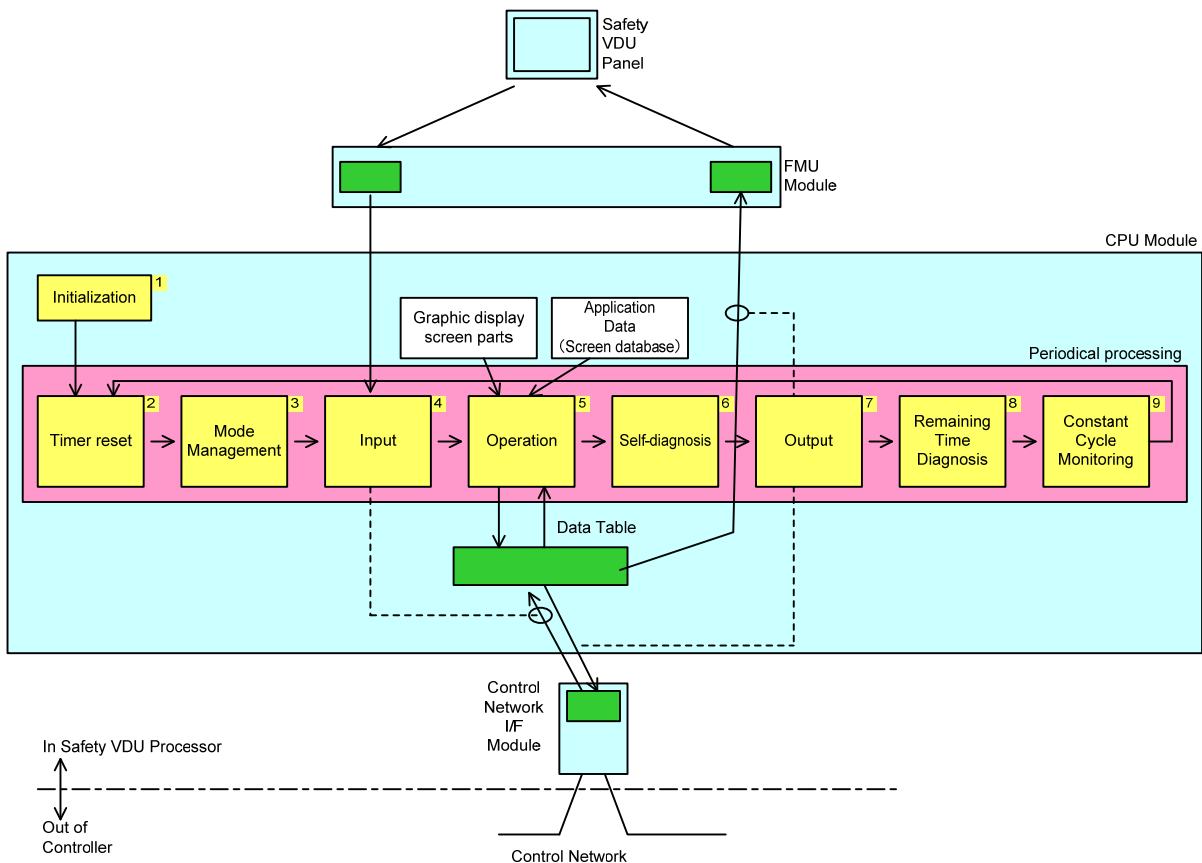 Safety
VDU
Panel
FMU
Module
CPU Module
Initialization
1
Graphic display
screen parts
Application
Data
(Screen database)
Periodical processing
Timer reset
2
Mode
Management
3
Input
4
Operation
5
Self-diagnosis
6
Output
7
Remaining
Time
Diagnosis
8
Constant
Cycle
Monitoring
9
Data Table
Control
Network
I/F
Module
In Safety VDU Processor
Out of
Controller
Control Network